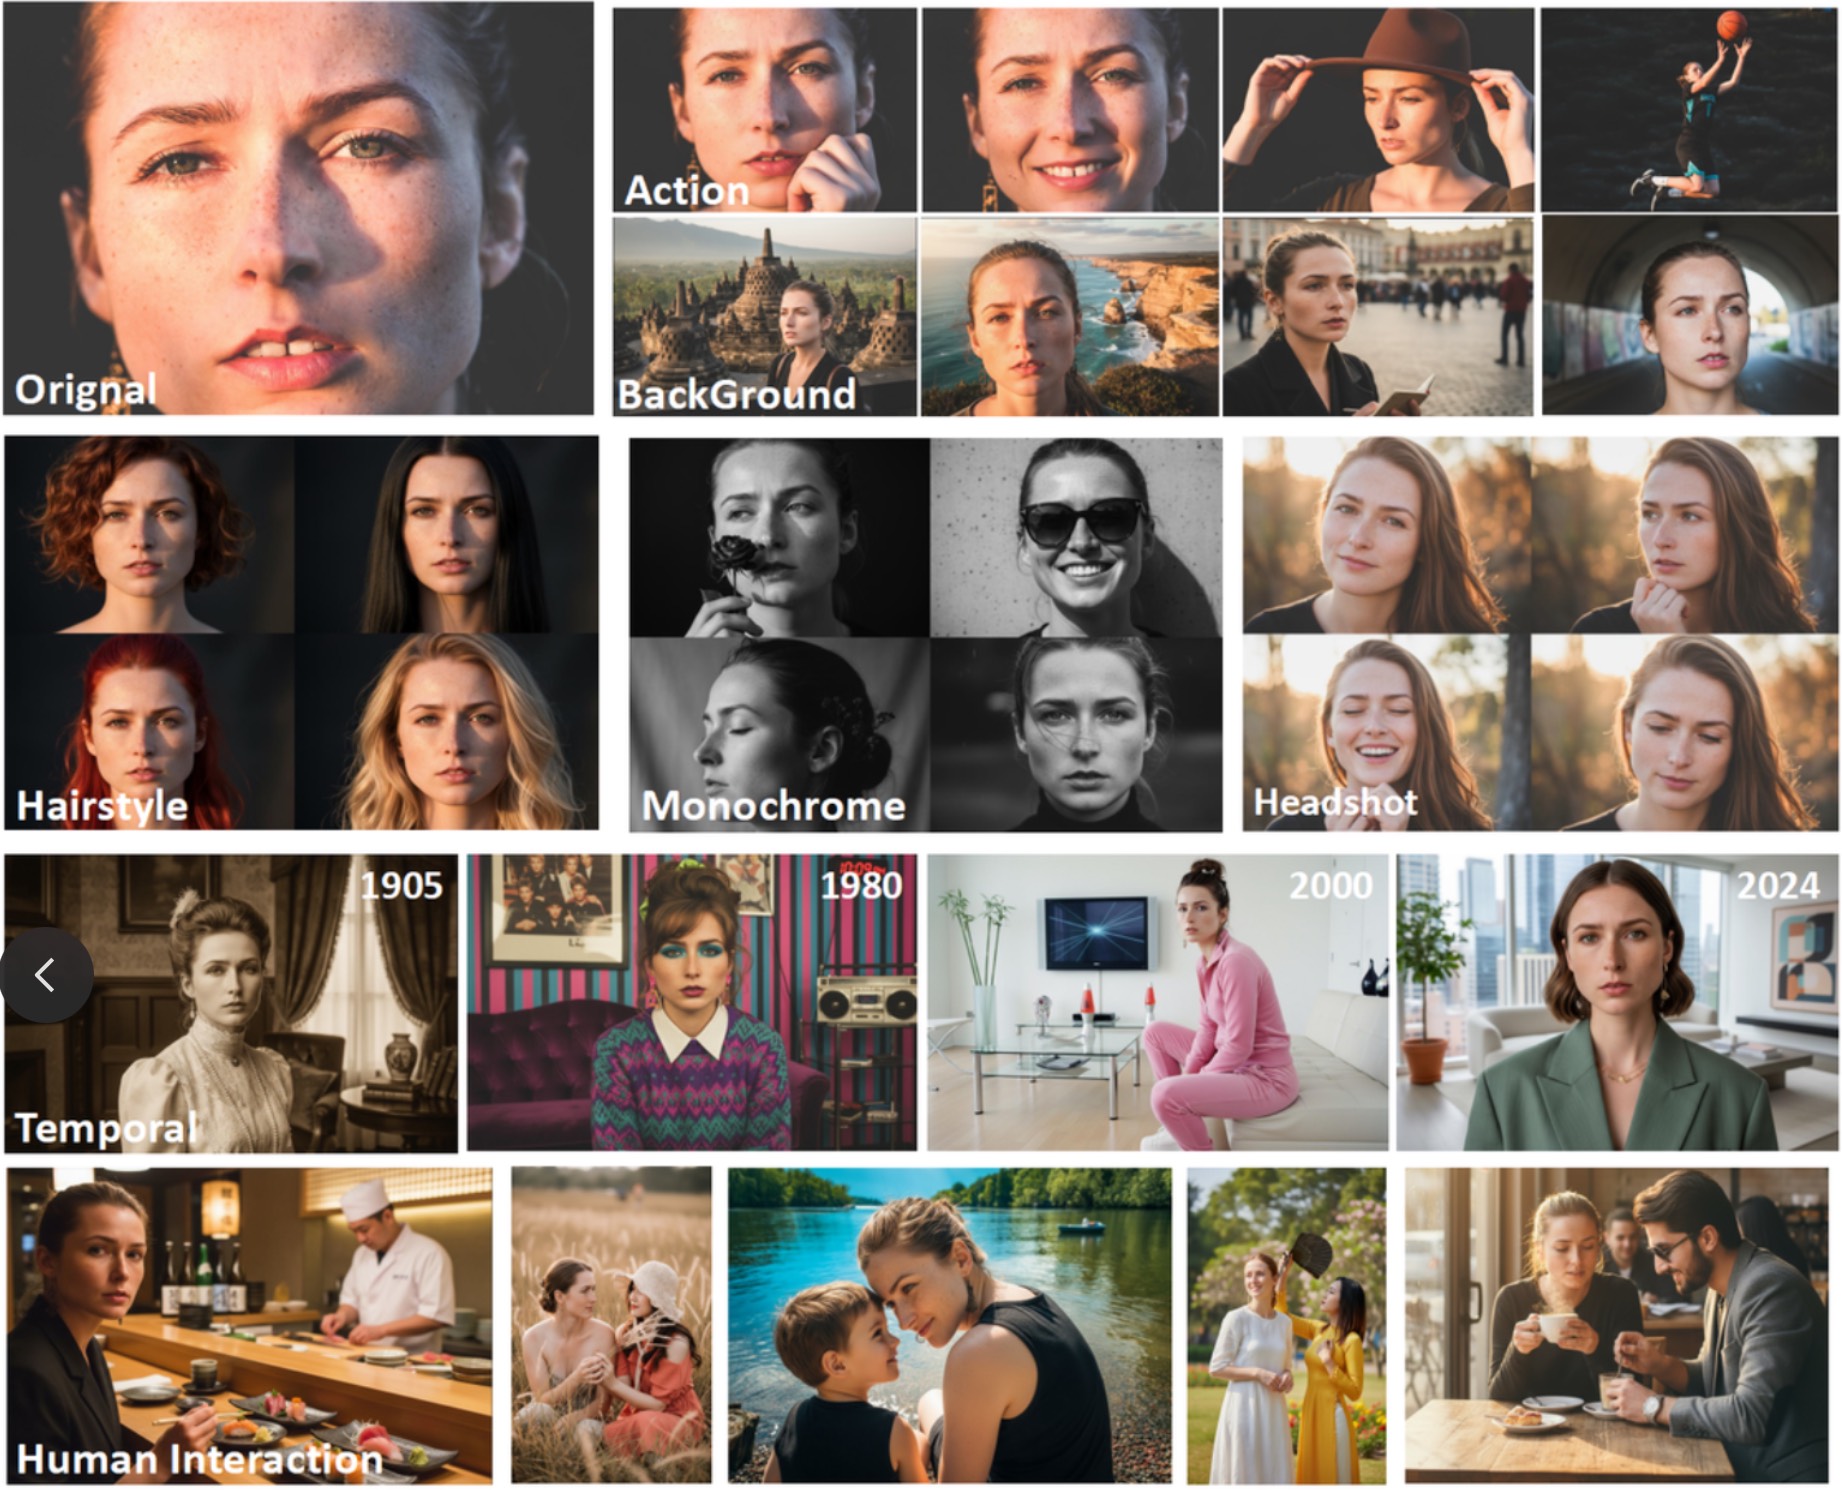 Orignal
Action
BackGround
Hairstyle
Monochrome
Headshot
1905
Temporal
1980
2000
2024
Human Interaction